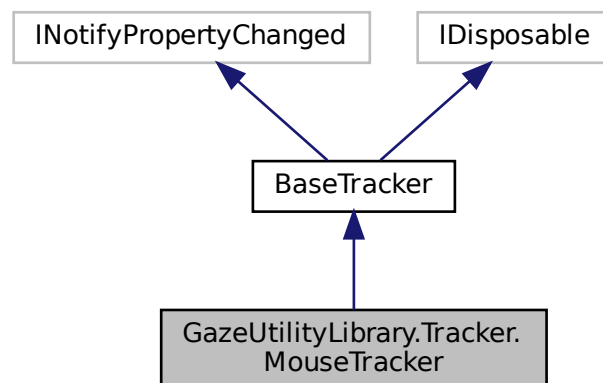 INotifyPropertyChanged
IDisposable
BaseTracker
GazeUtilityLibrary.Tracker.
MouseTracker